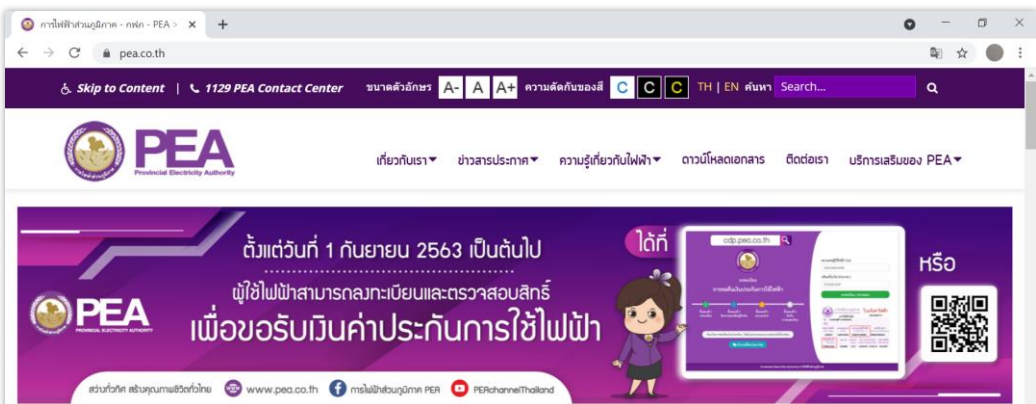 การไฟฟ้าส่วนภูมิภาค - กฟภ - PEA >
pea.co.th
Skip to Content | 1129 PEA Contact Center ขนาดตัวอักษร A- A A+ ความตัดกันของสี C C C TH | EN ค้นหา Search...
PEA
Provincial Electricity Authority
เกี่ยวกับเรา ข่าวสารประกาศ ความรู้เกี่ยวกับไฟฟ้า ดาวน์โหลดเอกสาร ติดต่อเรา บริการเสริมของ PEA
ตั้งแต่วันที่ 1 กันยายน 2563 เป็นต้นไป
ผู้ใช้ไฟฟ้าสามารถลงทะเบียนและตรวจสอบสิทธิ์
เพื่อขอรับเงินค่าประกันการใช้ไฟฟ้า
PEA
PROVINCIAL ELECTRICITY AUTHORITY
ได้ที่
cdp.pea.co.th
หรือ
สว่างทั่วทิศ สร้างคุณภาพชีวิตทั่วไทย www.pea.co.th การไฟฟ้าส่วนภูมิภาค PEA PEAchannelThailand